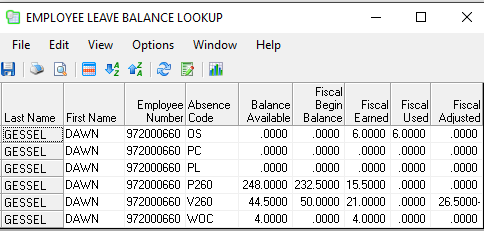 EMPLOYEE LEAVE BALANCE LOOKUP
File Edit View Options Window Help
Last Name First Name Employee Number Absence Code Balance Available Fiscal Begin Balance Fiscal Earned Fiscal Used Fiscal Adjusted
GESSEL DAWN 972000660 OS .0000 .0000 6.0000 6.0000 .0000
GESSEL DAWN 972000660 PC .0000 .0000 .0000 .0000 .0000
GESSEL DAWN 972000660 PL .0000 .0000 .0000 .0000 .0000
GESSEL DAWN 972000660 P260 248.0000 232.5000 15.5000 .0000 .0000
GESSEL DAWN 972000660 V260 44.5000 50.0000 21.0000 .0000 26.5000-
GESSEL DAWN 972000660 WOC 4.0000 .0000 4.0000 .0000 .0000